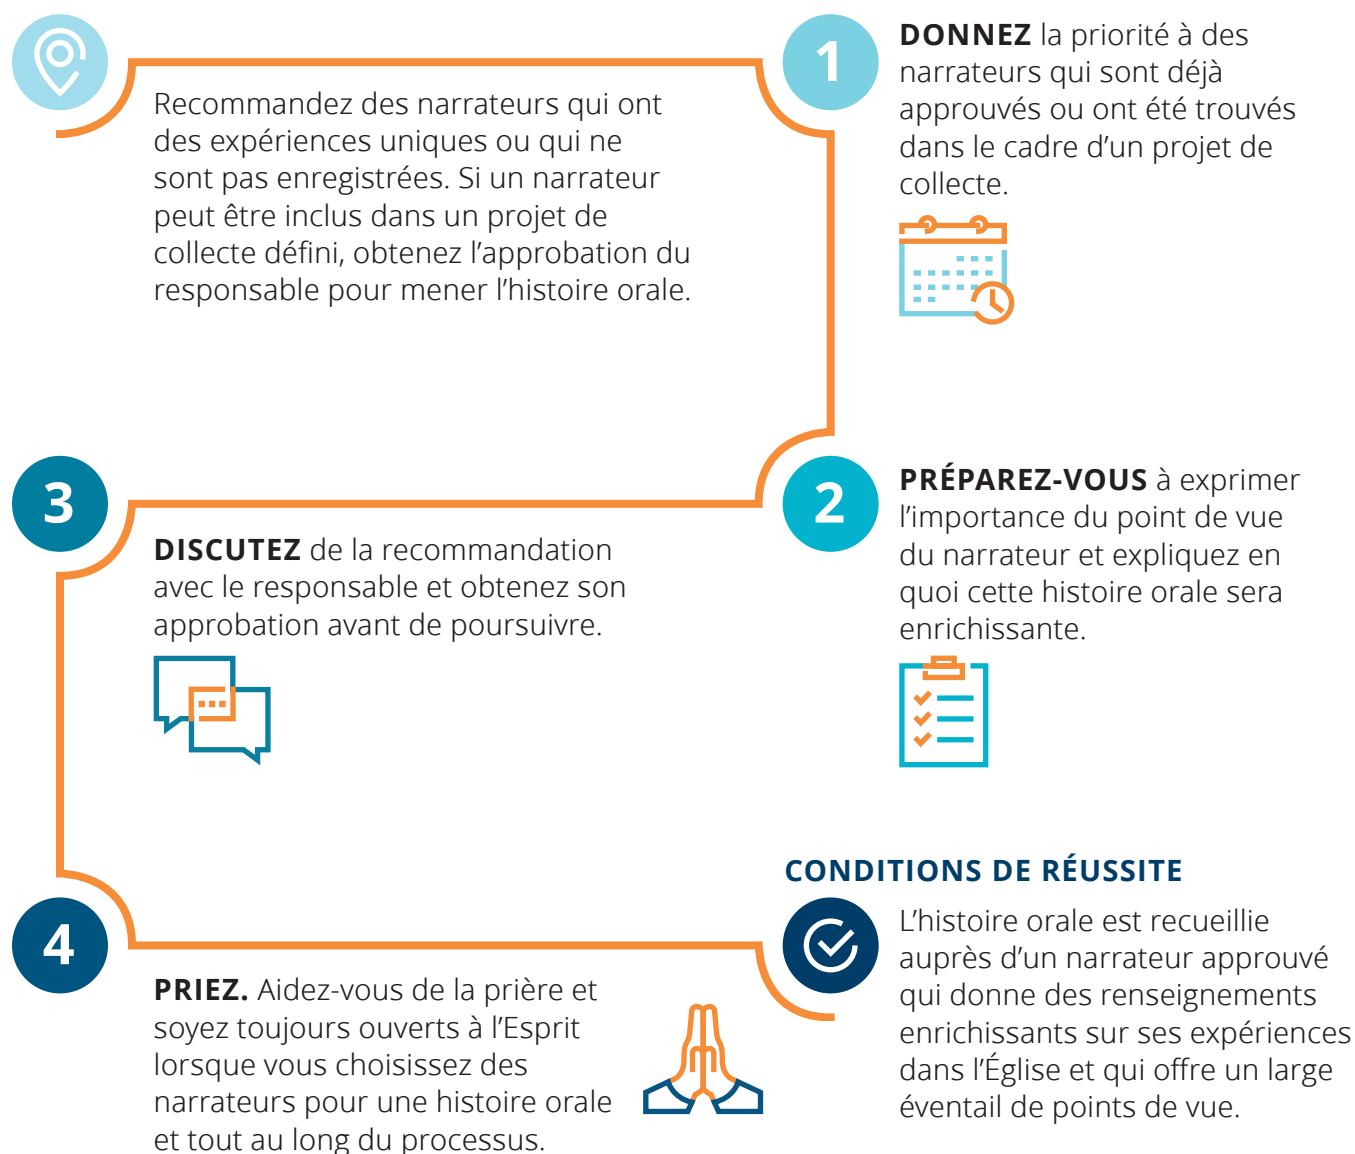 Recommandez des narrateurs qui ont
des expériences uniques ou qui ne
sont pas enregistrées. Si un narrateur
peut être inclus dans un projet de
collecte défini, obtenez l’approbation du
responsable pour mener l’histoire orale.
1
DONNEZ la priorité à des
narrateurs qui sont déjà
approuvés ou ont été trouvés
dans le cadre d’un projet de
collecte.
2
PRÉPAREZ-VOUS à exprimer
l’importance du point de vue
du narrateur et expliquez en
quoi cette histoire orale sera
enrichissante.
3
DISCUTEZ de la recommandation
avec le responsable et obtenez son
approbation avant de poursuivre.
4
PRIEZ. Aidez-vous de la prière et
soyez toujours ouverts à l’Esprit
lorsque vous choisissez des
narrateurs pour une histoire orale
et tout au long du processus.
CONDITIONS DE RÉUSSITE
L’histoire orale est recueillie
auprès d’un narrateur approuvé
qui donne des renseignements
enrichissants sur ses expériences
dans l’Église et qui offre un large
éventail de points de vue.